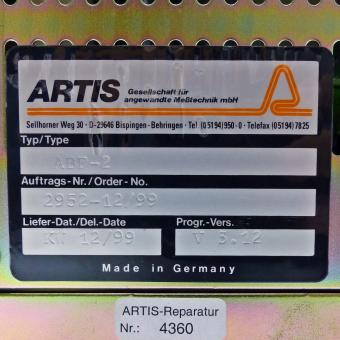 ARTIS Gesellschaft für
angewandte Meßtechnik mbH
Sellhorner Weg 30 · D-29646 Bispingen-Behringen · Tel (05194) 950-0 · Telefax (05194) 7825
Typ/Type
ABF-2
Auftrags-Nr./Order-No.
2952-12/99
Liefer-Dat./Del.-Date Progr.-Vers.
KW 12/99 V 3.12
Made in Germany
ARTIS-Reparatur
Nr.: 4360